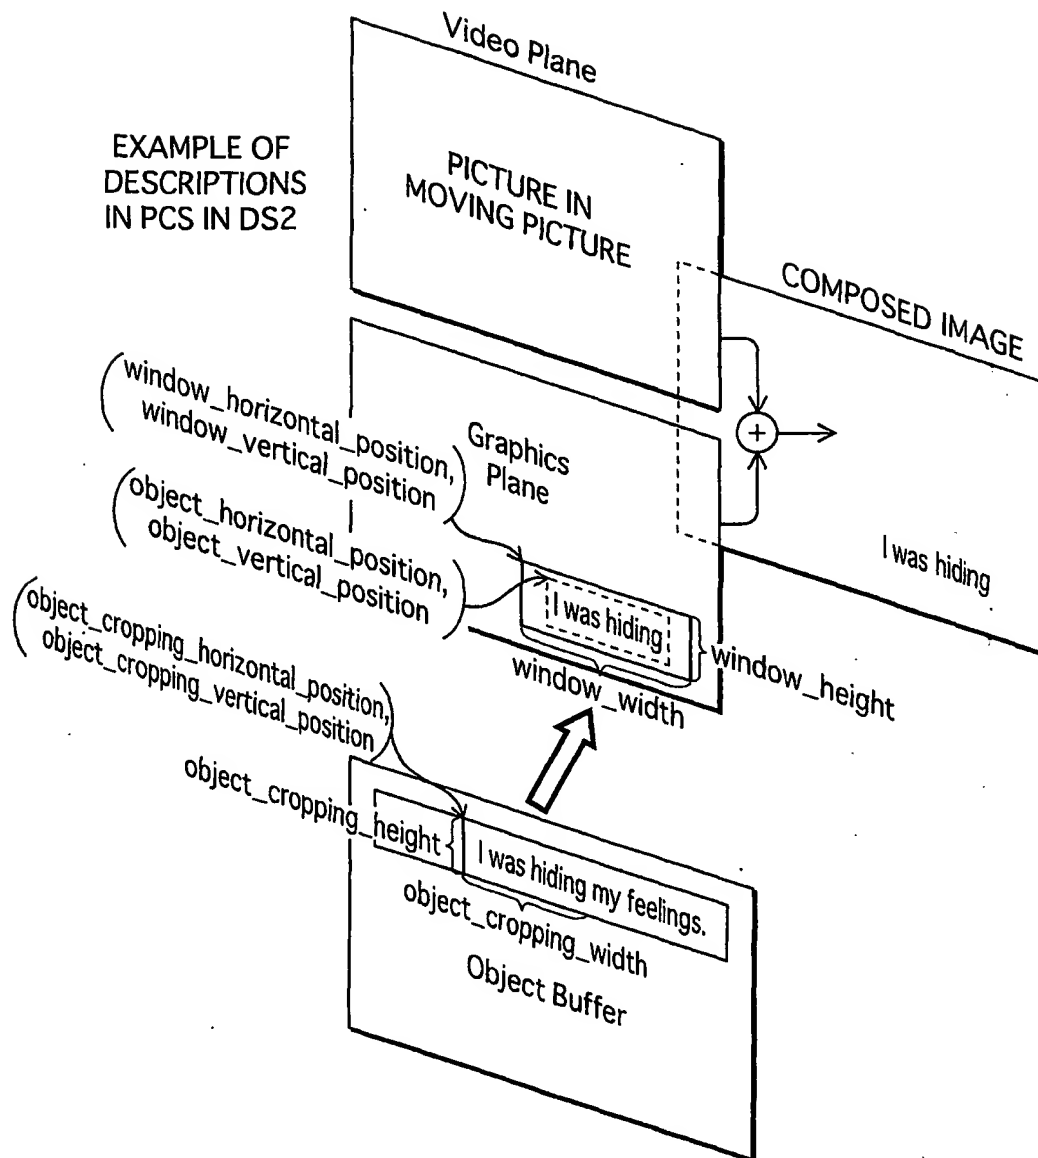 Video Plane
EXAMPLE OF
DESCRIPTIONS
IN PCS IN DS2
PICTURE IN
MOVING PICTURE
COMPOSED IMAGE
(window_horizontal_position,
window_vertical_position)
Graphics
Plane
(object_horizontal_position,
object_vertical_position)
I was hiding
I was hiding
window_height
window_width
(object_cropping_horizontal_position,
object_cropping_vertical_position)
object_cropping_height
I was hiding my feelings.
object_cropping_width
Object Buffer